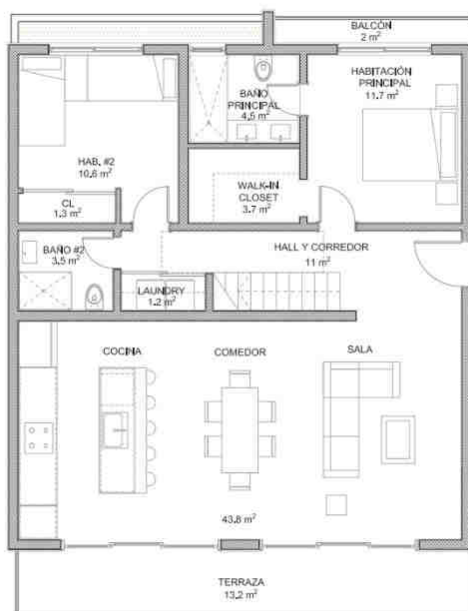 BALCÓN
2 m²
HABITACIÓN
PRINCIPAL
11.7 m²
BAÑO
PRINCIPAL
4.5 m²
HAB. #2
10.6 m²
CL
1.3 m²
WALK-IN
CLOSET
3.7 m²
BAÑO #2
3.5 m²
HALL Y CORREDOR
11 m²
LAUNDRY
1.2 m²
COCINA
COMEDOR
SALA
43.8 m²
TERRAZA
13.2 m²